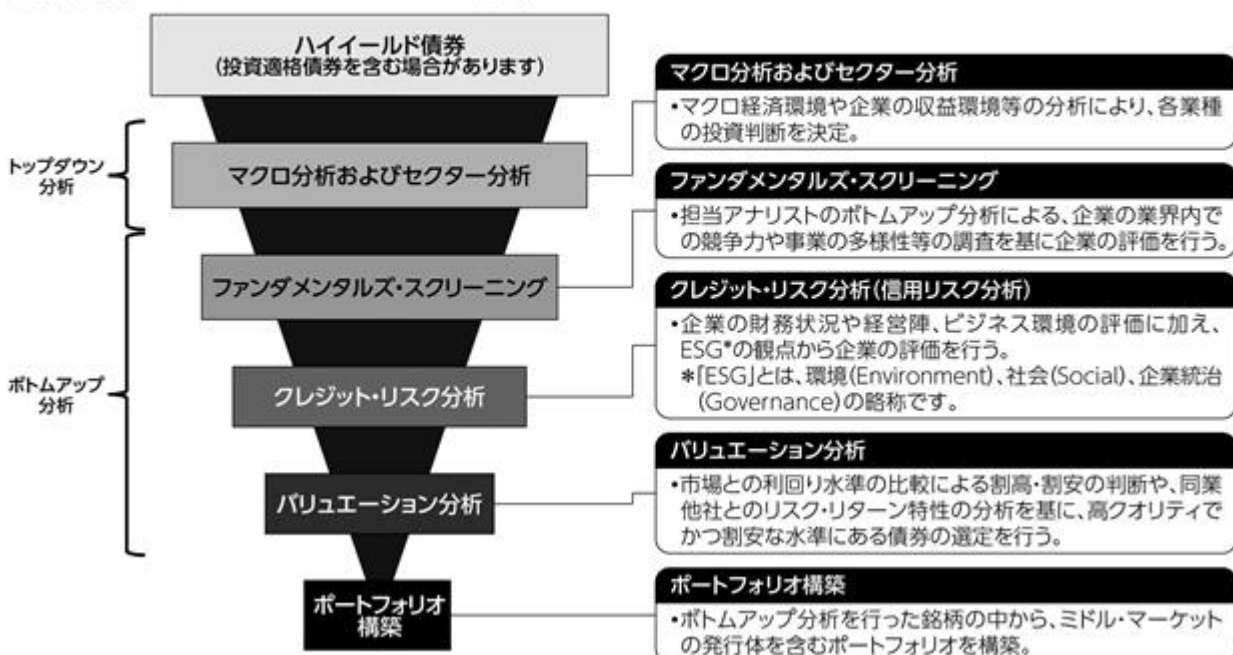 ハイイールド債券
(投資適格債券を含む場合があります)
トップダウン
分析
マクロ分析およびセクター分析
マクロ分析およびセクター分析
•マクロ経済環境や企業の収益環境等の分析により、各業種
の投資判断を決定。
ボトムアップ
分析
ファンダメンタルズ・スクリーニング
ファンダメンタルズ・スクリーニング
•担当アナリストのボトムアップ分析による、企業の業界内で
の競争力や事業の多様性等の調査を基に企業の評価を行う。
クレジット・リスク分析
クレジット・リスク分析(信用リスク分析)
•企業の財務状況や経営陣、ビジネス環境の評価に加え、
ESG*の観点から企業の評価を行う。
*「ESG」とは、環境(Environment)、社会(Social)、企業統治
(Governance)の略称です。
バリュエーション分析
バリュエーション分析
•市場との利回り水準の比較による割高・割安の判断や、同業
他社とのリスク・リターン特性の分析を基に、高クオリティで
かつ割安な水準にある債券の選定を行う。
ポートフォリオ
構築
ポートフォリオ構築
•ボトムアップ分析を行った銘柄の中から、ミドル・マーケット
の発行体を含むポートフォリオを構築。